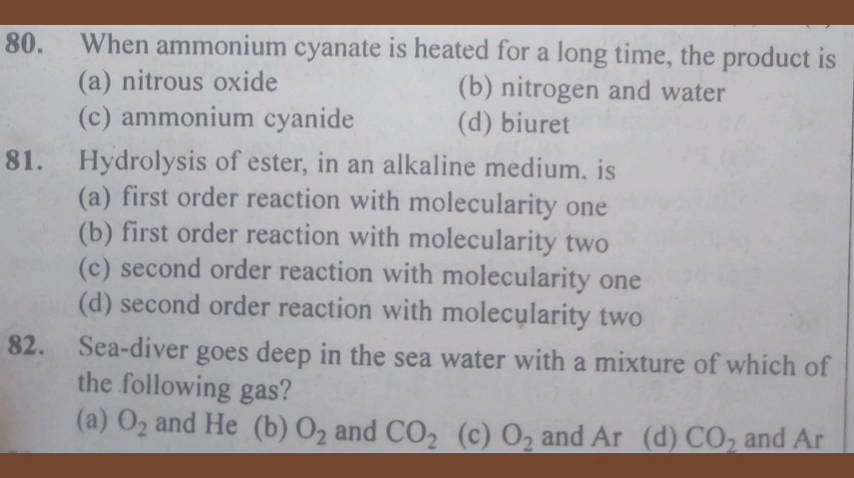 80. When ammonium cyanate is heated for a long time, the product is
(a) nitrous oxide (b) nitrogen and water
(c) ammonium cyanide (d) biuret
81. Hydrolysis of ester, in an alkaline medium, is
(a) first order reaction with molecularity one
(b) first order reaction with molecularity two
(c) second order reaction with molecularity one
(d) second order reaction with molecularity two
82. Sea-diver goes deep in the sea water with a mixture of which of
the following gas?
(a) O₂ and He (b) O₂ and CO₂ (c) O₂ and Ar (d) CO₂ and Ar